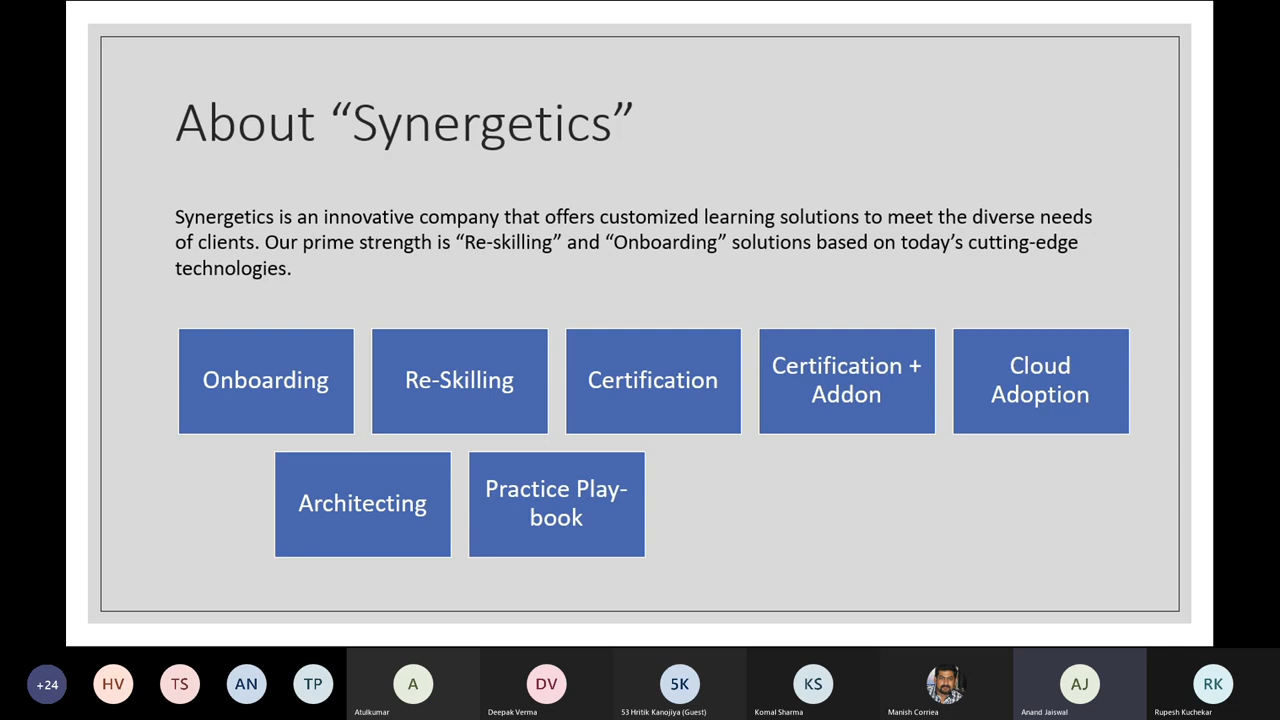 About “Synergetics”
Synergetics is an innovative company that offers customized learning solutions to meet the diverse needs
of clients. Our prime strength is “Re-skilling” and “Onboarding” solutions based on today’s cutting-edge
technologies.
Onboarding
Re-Skilling
Certification
Certification +
Addon
Cloud
Adoption
Architecting
Practice Play-
book
+24
HV
TS
AN
TP
A
Atulkumar
DV
Deepak Verma
5K
53 Hritik Kanojiya (Guest)
KS
Komal Sharma
Manish Corriea
AJ
Anand Jaiswal
RK
Rupesh Kuchekar